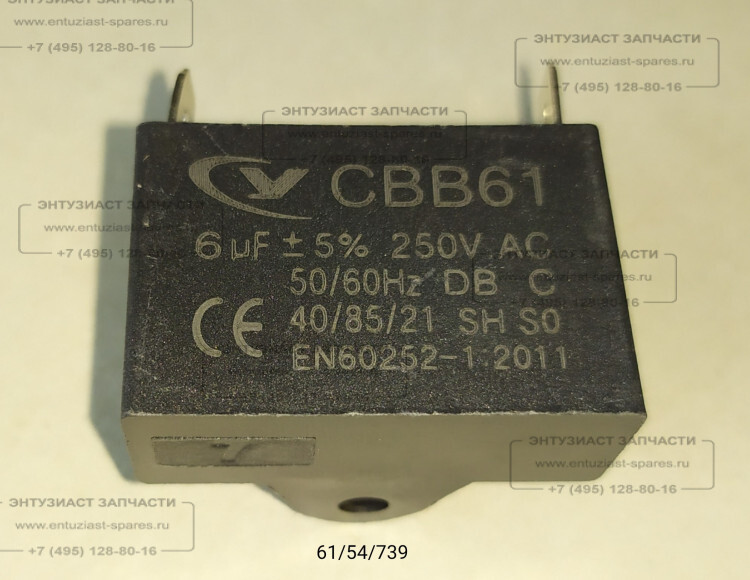 www.entuziast-spares.ru
+7 (495) 128-80-16
ЭНТУЗИАСТ ЗАПЧАСТИ
www.entuziast-spares.ru
+7 (495) 128-80-16
ЭНТУЗИАСТ ЗАПЧАСТИ
CBB61
ЭНТУЗИАСТ ЗАПЧАСТИ
6 µF ± 5% 250V AC
50/60Hz DB C
CE 40/85/21 SH S0
EN60252-1:2011
ЭНТУЗИАСТ ЗАПЧАСТИ
www.entuziast-spares.ru
+7 (495) 128-80-16
ЭНТУЗИАСТ ЗАПЧАСТИ
www.entuziast-spares.ru
+7 (495) 128-80-16
61/54/739